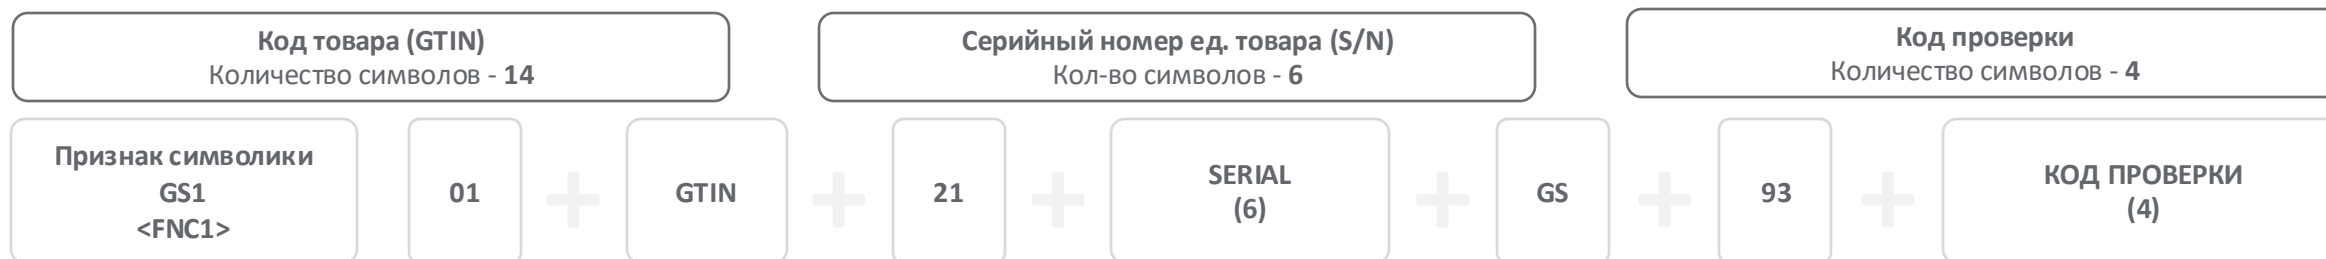 Код товара (GTIN)
Количество символов - 14
Серийный номер ед. товара (S/N)
Кол-во символов - 6
Код проверки
Количество символов - 4
Признак символики
GS1
<FNC1>
01
+
GTIN
+
21
+
SERIAL
(6)
+
GS
+
93
+
КОД ПРОВЕРКИ
(4)